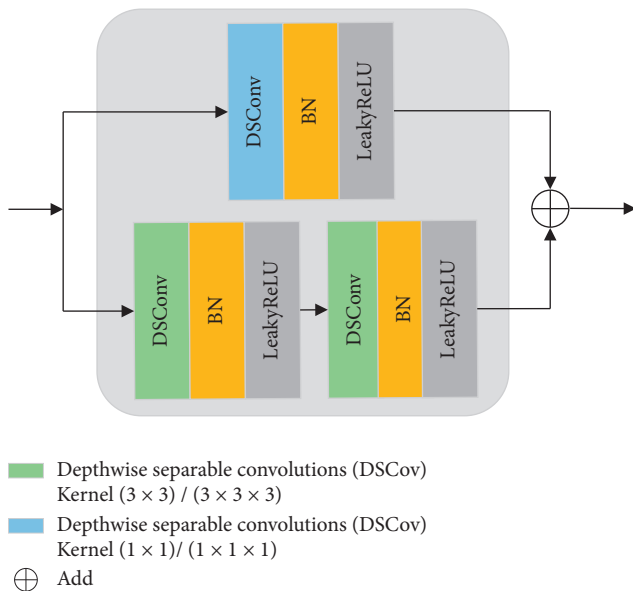 DSConv
BN
LeakyReLU
DSConv
BN
LeakyReLU
DSConv
BN
LeakyReLU
Depthwise separable convolutions (DSCov)
Kernel (3 × 3) / (3 × 3 × 3)
Depthwise separable convolutions (DSCov)
Kernel (1 × 1)/ (1 × 1 × 1)
Add